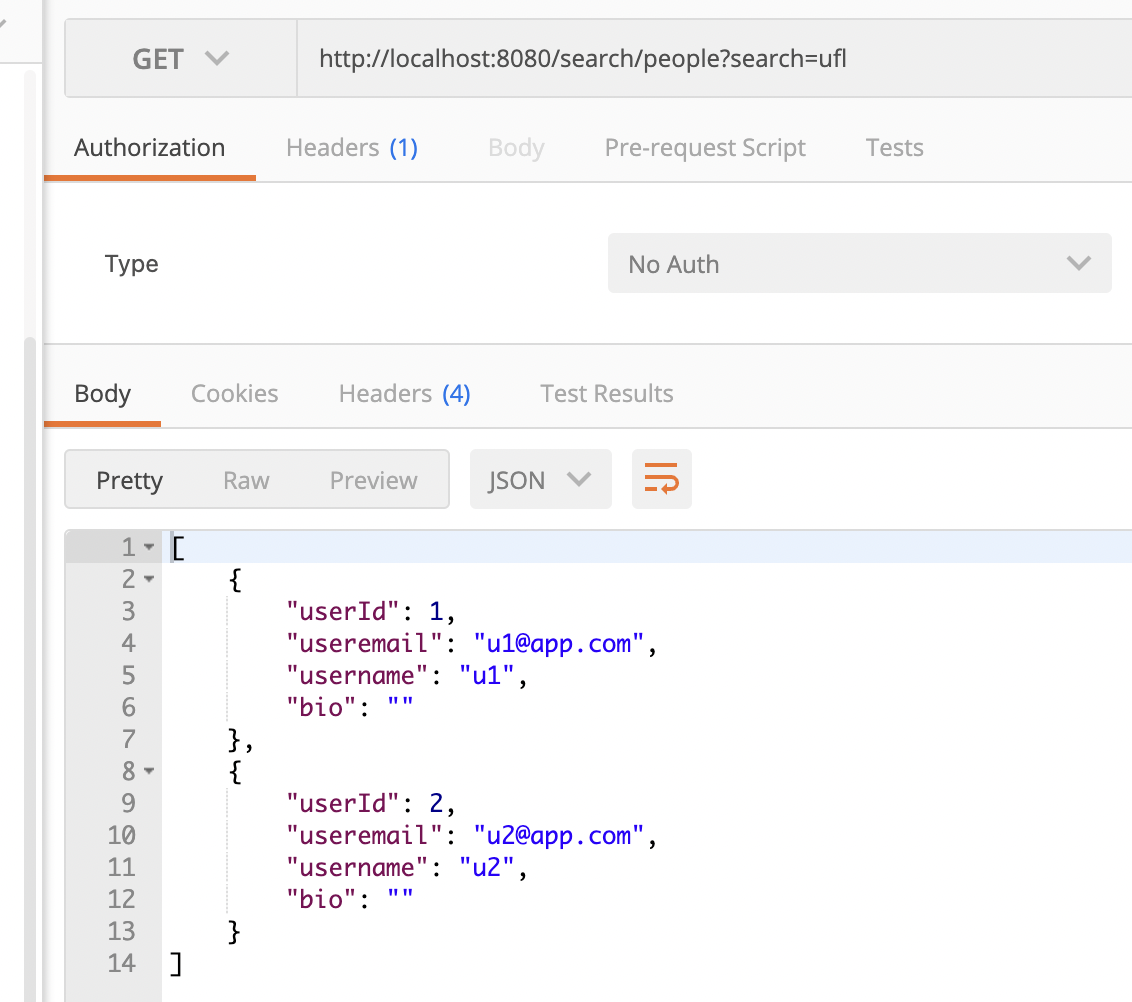 GET http://localhost:8080/search/people?search=ufl
Authorization Headers (1) Body Pre-request Script Tests
Type No Auth
Body Cookies Headers (4) Test Results
Pretty Raw Preview JSON
1 [
2 {
3 "userId": 1,
4 "useremail": "u1@app.com",
5 "username": "u1",
6 "bio": ""
7 },
8 {
9 "userId": 2,
10 "useremail": "u2@app.com",
11 "username": "u2",
12 "bio": ""
13 }
14 ]